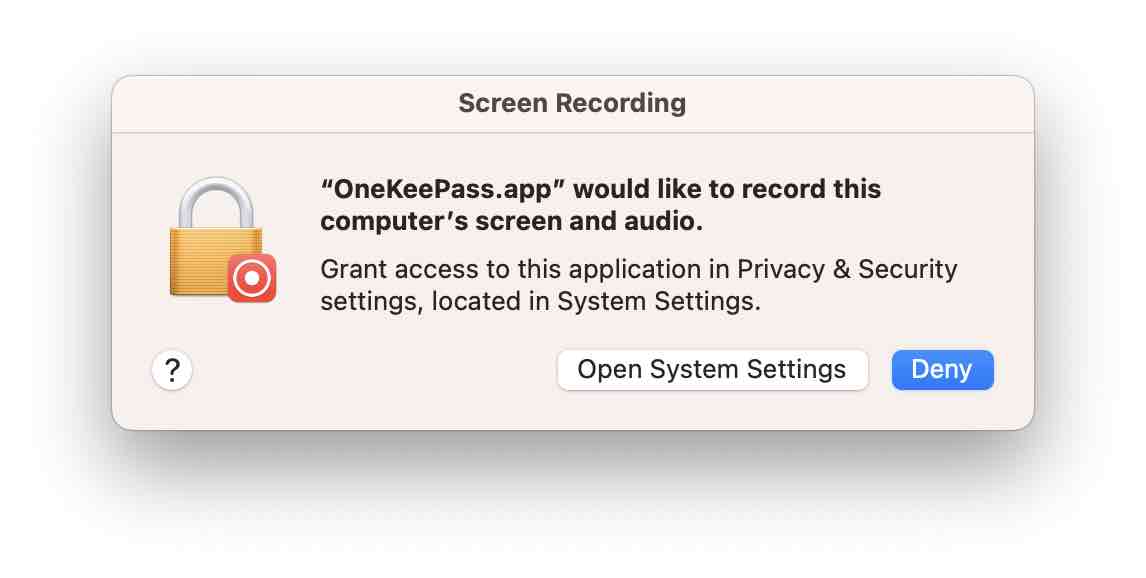 Screen Recording
“OneKeePass.app” would like to record this
computer’s screen and audio.
Grant access to this application in Privacy & Security
settings, located in System Settings.
?
Open System Settings
Deny